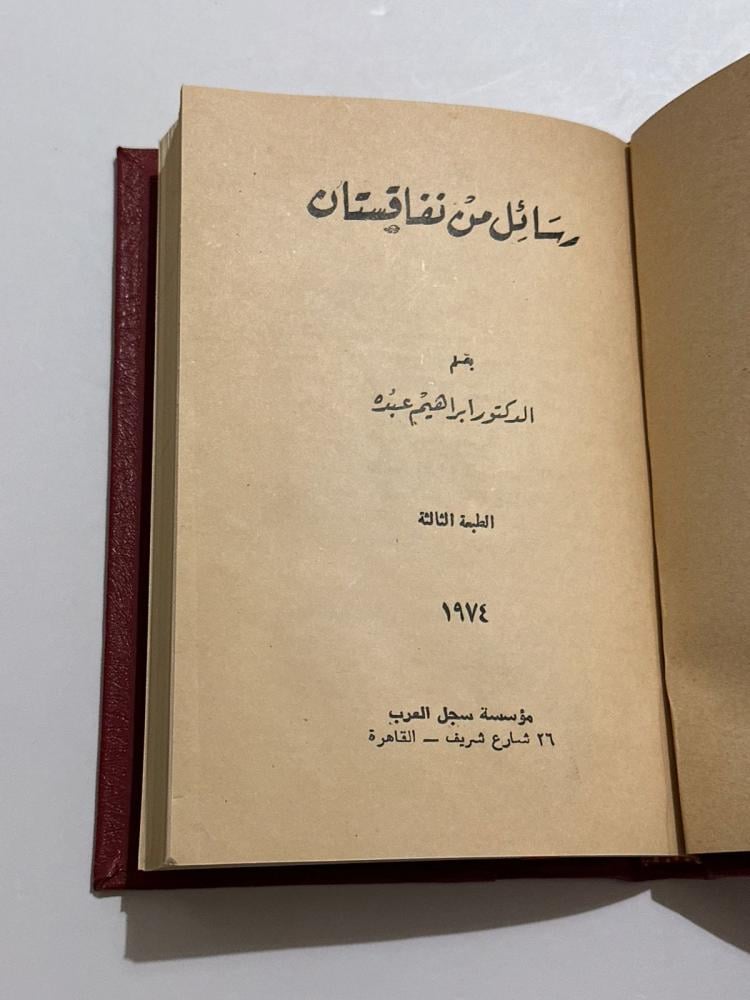 رسائل من نفاقستان
بقلم
الدكتور ابراهيم عبده
الطبعة الثالثة
١٩٧٤
مؤسسة سجل العرب
٢٦ شارع شريف — القاهرة